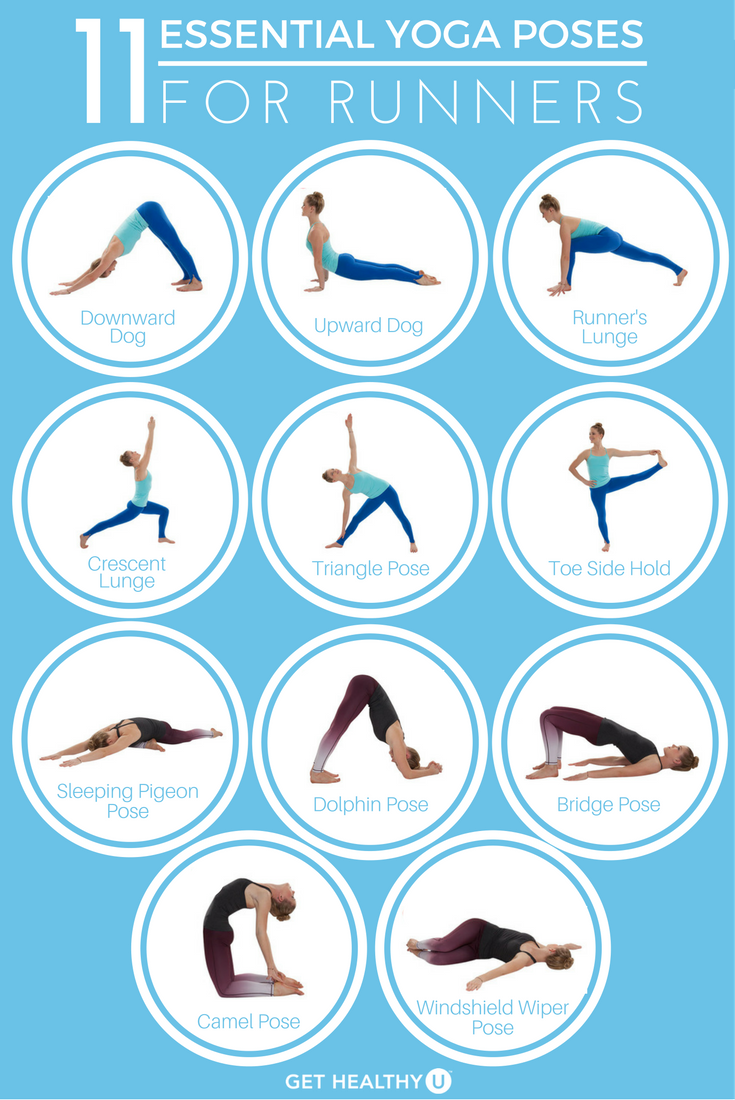 11 ESSENTIAL YOGA POSES
FOR RUNNERS
Downward
Dog
Upward Dog
Runner's
Lunge
Crescent
Lunge
Triangle Pose
Toe Side Hold
Sleeping Pigeon
Pose
Dolphin Pose
Bridge Pose
Camel Pose
Windshield Wiper
Pose
GET HEALTHY U